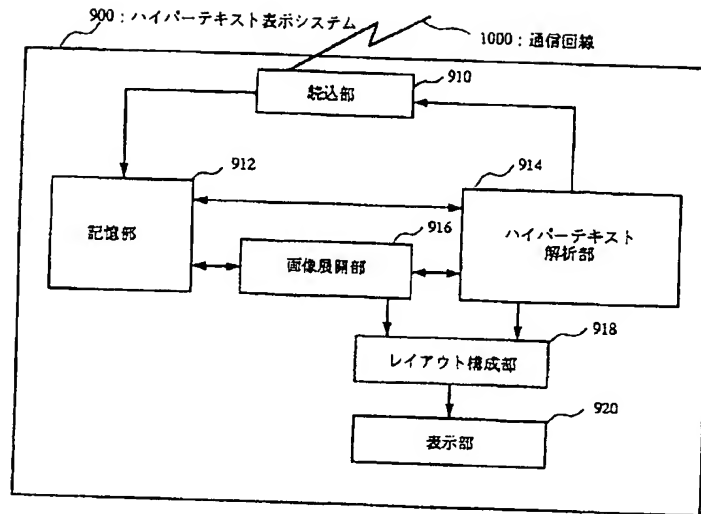 900：ハイパーテキスト表示システム
1000：通信回線
910
読込部
912
914
記憶部
916
ハイパーテキスト
解析部
画像展開部
918
レイアウト構成部
920
表示部